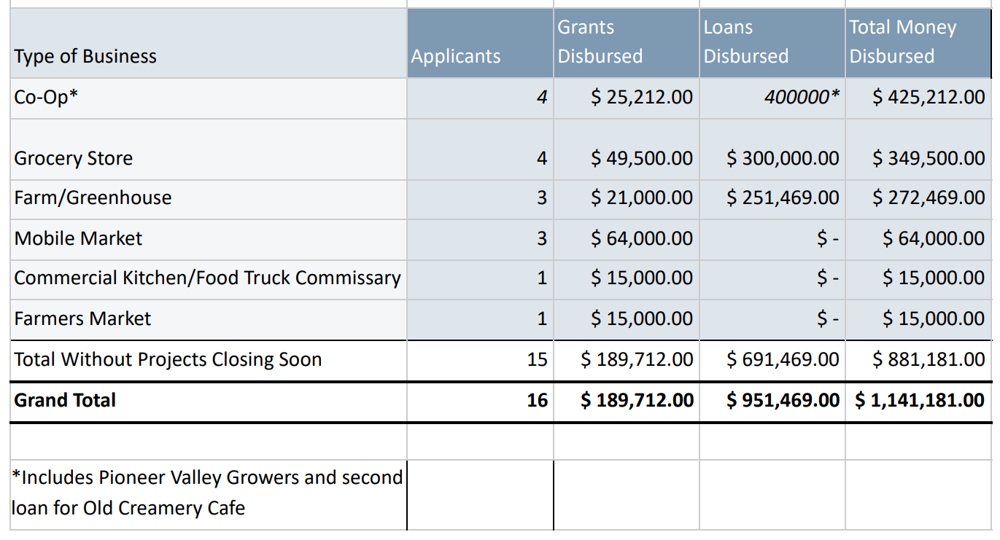 Type of Business Applicants Grants Disbursed Loans Disbursed Total Money Disbursed
Co-Op* 4 $ 25,212.00 400000* $ 425,212.00
Grocery Store 4 $ 49,500.00 $ 300,000.00 $ 349,500.00
Farm/Greenhouse 3 $ 21,000.00 $ 251,469.00 $ 272,469.00
Mobile Market 3 $ 64,000.00 $ - $ 64,000.00
Commercial Kitchen/Food Truck Commissary 1 $ 15,000.00 $ - $ 15,000.00
Farmers Market 1 $ 15,000.00 $ - $ 15,000.00
Total Without Projects Closing Soon 15 $ 189,712.00 $ 691,469.00 $ 881,181.00
Grand Total 16 $ 189,712.00 $ 951,469.00 $ 1,141,181.00
*Includes Pioneer Valley Growers and second
loan for Old Creamery Cafe